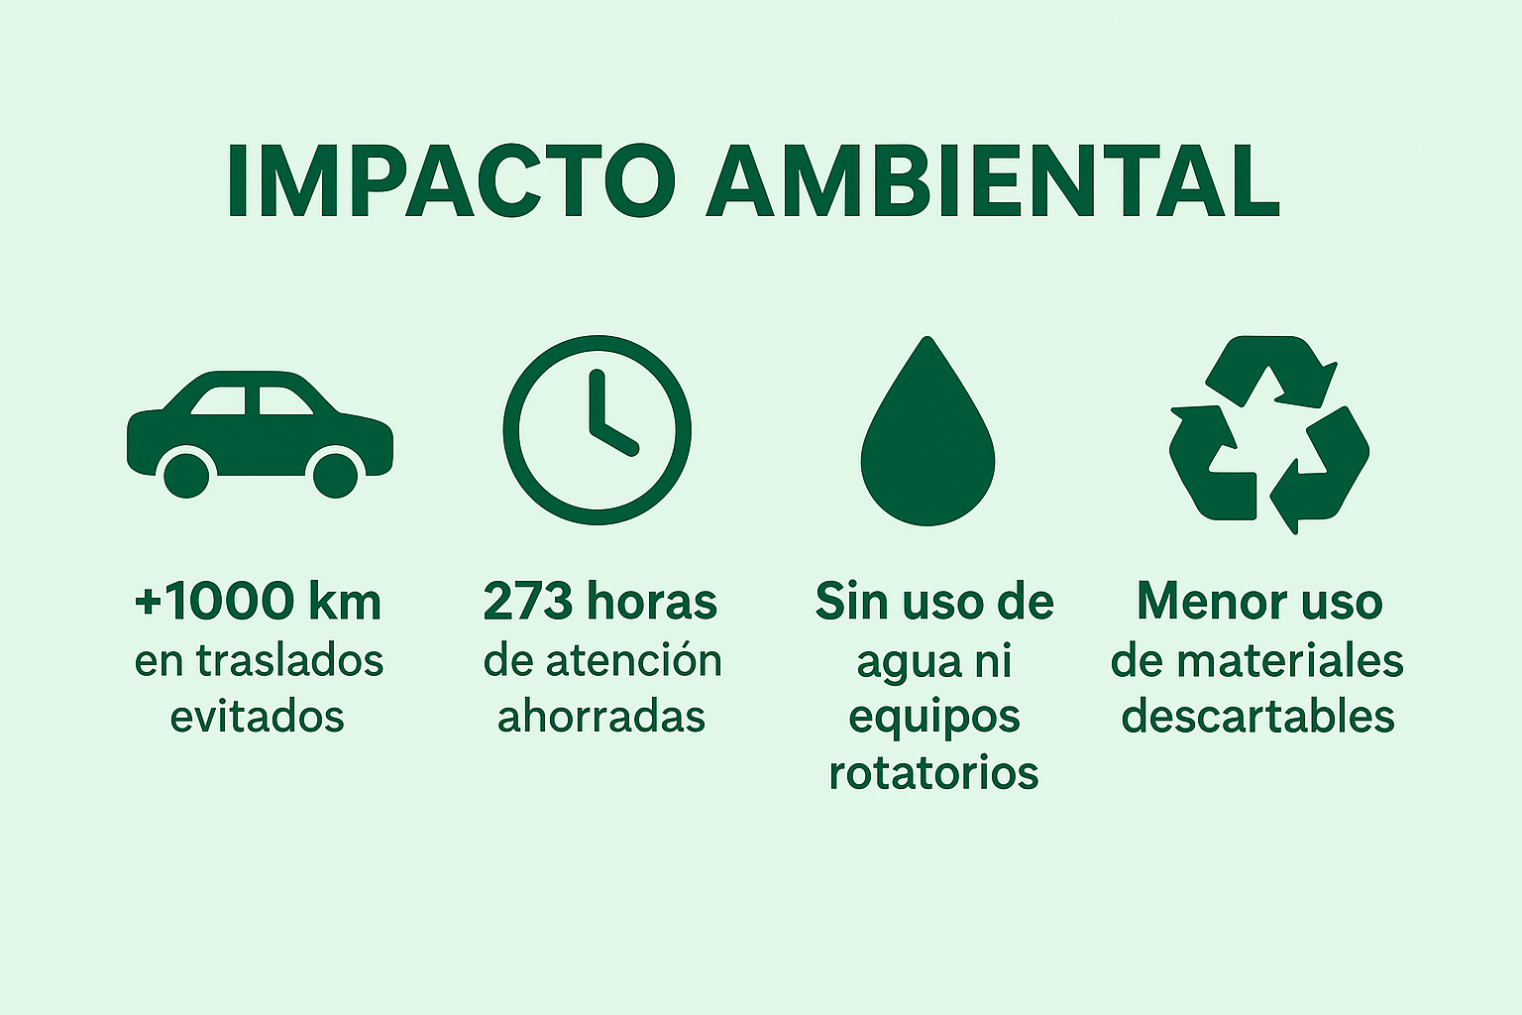 IMPACTO AMBIENTAL
+1000 km
en traslados
evitados
273 horas
de atención
ahorradas
Sin uso de
agua ni
equipos
rotatorios
Menor uso
de materiales
descartables